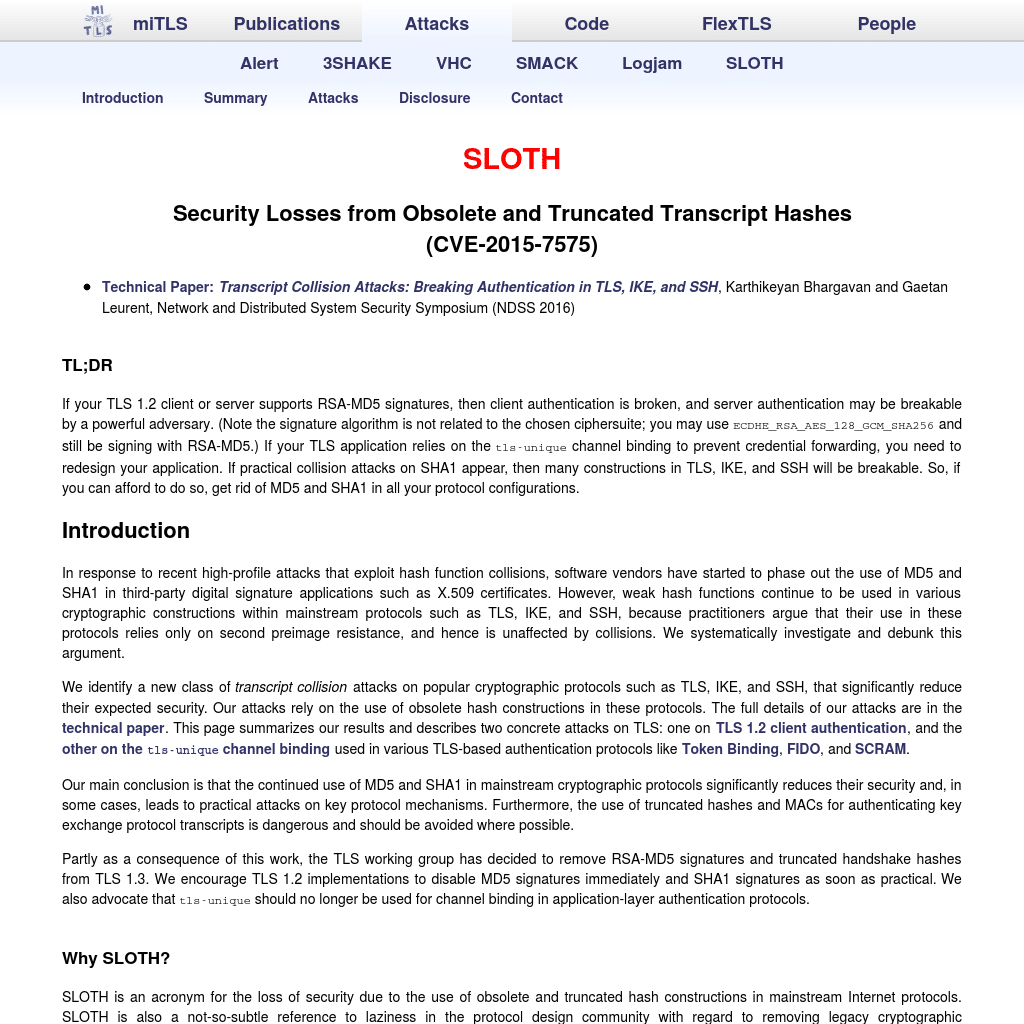 MI
TLS
miTLS Publications Attacks Code FlexTLS People
Alert 3SHAKE VHC SMACK Logjam SLOTH
Introduction Summary Attacks Disclosure Contact
SLOTH
Security Losses from Obsolete and Truncated Transcript Hashes
(CVE-2015-7575)
Technical Paper: Transcript Collision Attacks: Breaking Authentication in TLS, IKE, and SSH, Karthikeyan Bhargavan and Gaetan
Leurent, Network and Distributed System Security Symposium (NDSS 2016)
TL;DR
If your TLS 1.2 client or server supports RSA-MD5 signatures, then client authentication is broken, and server authentication may be breakable
by a powerful adversary. (Note the signature algorithm is not related to the chosen ciphersuite; you may use ECDHE_RSA_AES_128_GCM_SHA256 and
still be signing with RSA-MD5.) If your TLS application relies on the tls-unique channel binding to prevent credential forwarding, you need to
redesign your application. If practical collision attacks on SHA1 appear, then many constructions in TLS, IKE, and SSH will be breakable. So, if
you can afford to do so, get rid of MD5 and SHA1 in all your protocol configurations.
Introduction
In response to recent high-profile attacks that exploit hash function collisions, software vendors have started to phase out the use of MD5 and
SHA1 in third-party digital signature applications such as X.509 certificates. However, weak hash functions continue to be used in various
cryptographic constructions within mainstream protocols such as TLS, IKE, and SSH, because practitioners argue that their use in these
protocols relies only on second preimage resistance, and hence is unaffected by collisions. We systematically investigate and debunk this
argument.
We identify a new class of transcript collision attacks on popular cryptographic protocols such as TLS, IKE, and SSH, that significantly reduce
their expected security. Our attacks rely on the use of obsolete hash constructions in these protocols. The full details of our attacks are in the
technical paper. This page summarizes our results and describes two concrete attacks on TLS: one on TLS 1.2 client authentication, and the
other on the tls-unique channel binding used in various TLS-based authentication protocols like Token Binding, FIDO, and SCRAM.
Our main conclusion is that the continued use of MD5 and SHA1 in mainstream cryptographic protocols significantly reduces their security and, in
some cases, leads to practical attacks on key protocol mechanisms. Furthermore, the use of truncated hashes and MACs for authenticating key
exchange protocol transcripts is dangerous and should be avoided where possible.
Partly as a consequence of this work, the TLS working group has decided to remove RSA-MD5 signatures and truncated handshake hashes
from TLS 1.3. We encourage TLS 1.2 implementations to disable MD5 signatures immediately and SHA1 signatures as soon as practical. We
also advocate that tls-unique should no longer be used for channel binding in application-layer authentication protocols.
Why SLOTH?
SLOTH is an acronym for the loss of security due to the use of obsolete and truncated hash constructions in mainstream Internet protocols.
SLOTH is also a not-so-subtle reference to laziness in the protocol design community with regard to removing legacy cryptographic